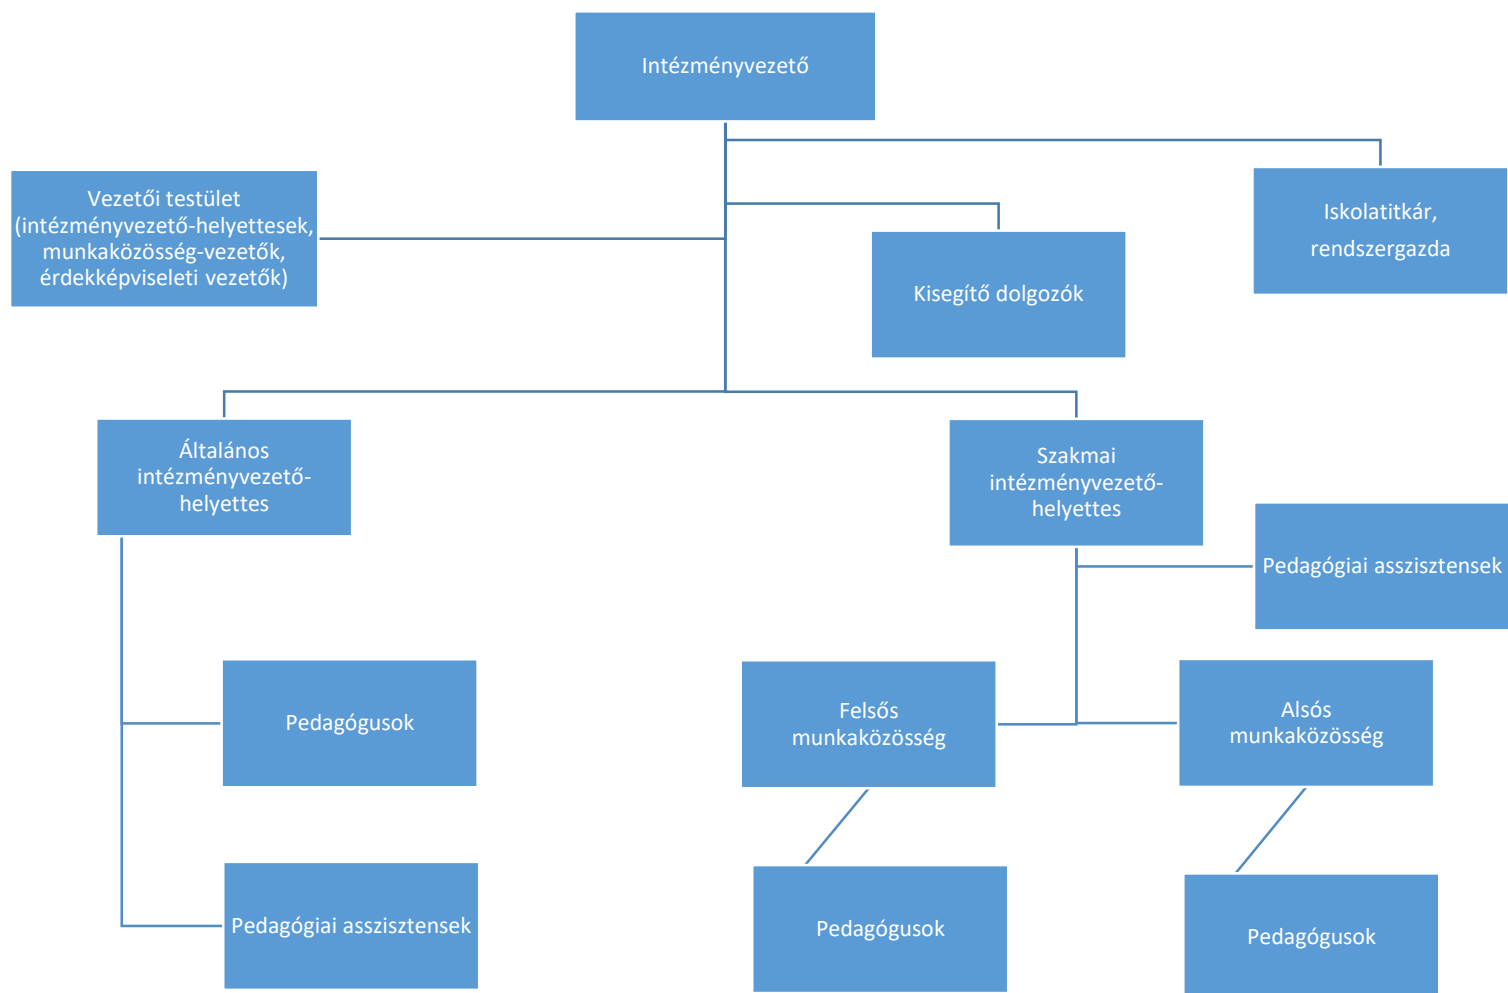 Intézményvezető
Vezetői testület
(intézményvezető-helyettesek,
munkaközösség-vezetők,
érdekképviseleti vezetők)
Iskolatitkár,
rendszergazda
Kisegítő dolgozók
Általános
intézményvezető-
helyettes
Szakmai
intézményvezető-
helyettes
Pedagógiai asszisztensek
Pedagógusok
Felsős
munkaközösség
Alsós
munkaközösség
Pedagógiai asszisztensek
Pedagógusok
Pedagógusok